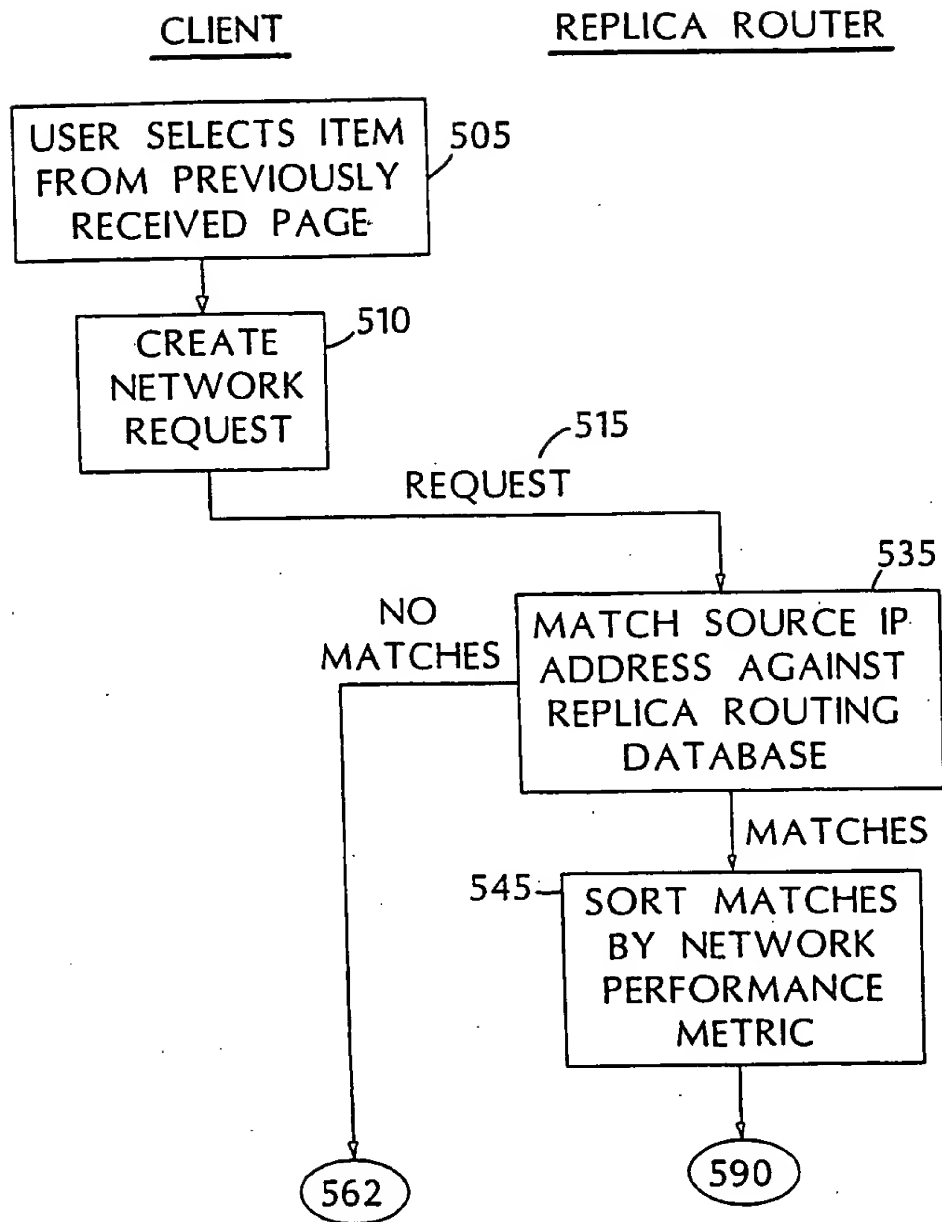 CLIENT
REPLICA ROUTER
USER SELECTS ITEM
FROM PREVIOUSLY
RECEIVED PAGE
505
CREATE
NETWORK
REQUEST
510
515
REQUEST
535
NO
MATCHES
MATCH SOURCE IP
ADDRESS AGAINST
REPLICA ROUTING
DATABASE
MATCHES
545
SORT MATCHES
BY NETWORK
PERFORMANCE
METRIC
562
590